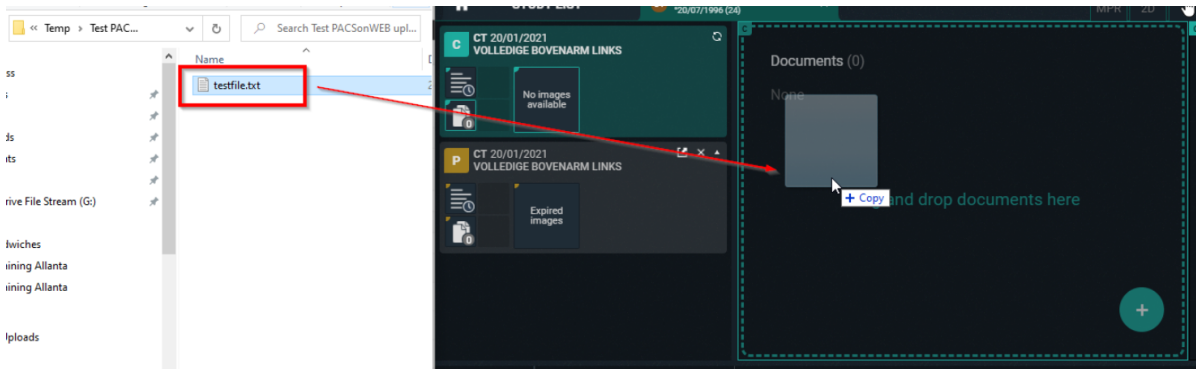 « Temp › Test PAC...
Search Test PACSonWEB upl...
Name
testfile.txt
ss
s
ds
nts
rive File Stream (G:)
dwiches
ining Allanta
ining Allanta
Uploads
STUDY LIST
*20/07/1996 (24)
MPR
2D
C
CT 20/01/2021
VOLLEDIGE BOVENARM LINKS
No images
available
0
P
CT 20/01/2021
VOLLEDIGE BOVENARM LINKS
Expired
images
0
C
Documents (0)
None
+ Copy
and drop documents here
+